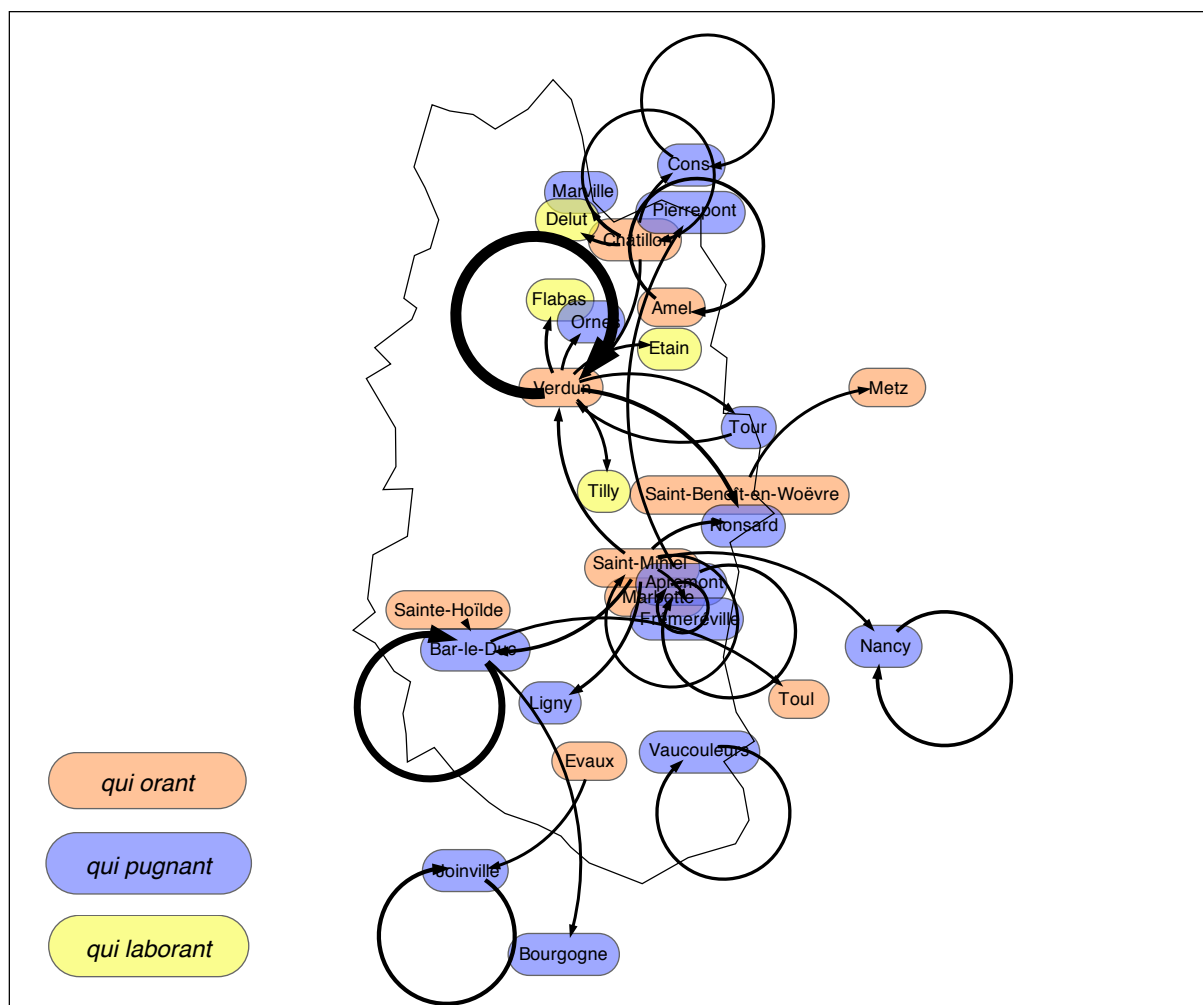 Cons
Marville
Pierrepont
Delut
Chatillon
Flabas
Amel
Ornes
Etain
Verdun
Metz
Tour
Tilly
Saint-Benoît-en-Woëvre
Nonsard
Saint-Mihiel
Apremont
Marbotte
Sainte-Hoïlde
Fremeréville
Bar-le-Duc
Nancy
Ligny
Toul
Vaucouleurs
Evaux
qui orant
qui pugnant
Joinville
qui laborant
Bourgogne